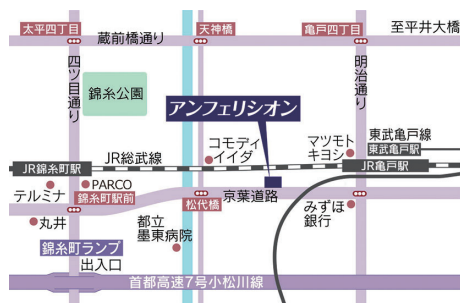 太平四丁目
天神橋
亀戸四丁目
至平井大橋
蔵前橋通り
四ツ目通り
明治通り
錦糸公園
アンフェリシオン
コモディ
イイダ
マツモト
キヨシ
東武亀戸線
東武亀戸駅
JR総武線
JR錦糸町駅
JR亀戸駅
テルミナ
PARCO
錦糸町駅前
京葉道路
松代橋
丸井
都立
墨東病院
みずほ
銀行
錦糸町ランプ
出入口
首都高速7号小松川線